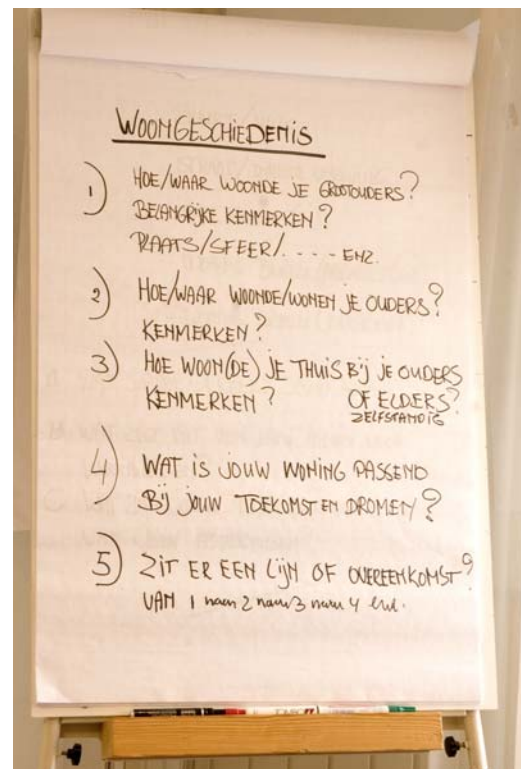 WOONGESCHIEDENIS
1) HOE/WAAR WOONDE JE GROOTOUDERS?
BELANGRIJKE KENMERKEN?
PLAATS/SFEER/..... ENZ.
2) HOE/WAAR WOONDE/WONEN JE OUDERS?
KENMERKEN?
3) HOE WOON(DE) JE THUIS BIJ JE OUDERS
KENMERKEN? OF ELDERS?
ZELFSTANDIG
4) WAT IS JOUW WONING PASSEND
BIJ JOUW TOEKOMST EN DROMEN?
5) ZIT ER EEN LIJN OF OVEREENKOMST?
VAN 1 naar 2 naar 3 naar 4 enz.